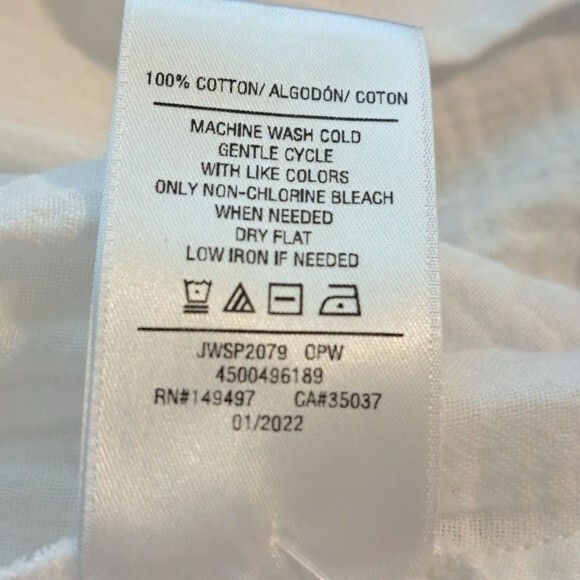 100% COTTON/ ALGODÓN/ COTON
MACHINE WASH COLD
GENTLE CYCLE
WITH LIKE COLORS
ONLY NON-CHLORINE BLEACH
WHEN NEEDED
DRY FLAT
LOW IRON IF NEEDED
JWSP2079 OPW
4500496189
RN#149497 CA#35037
01/2022